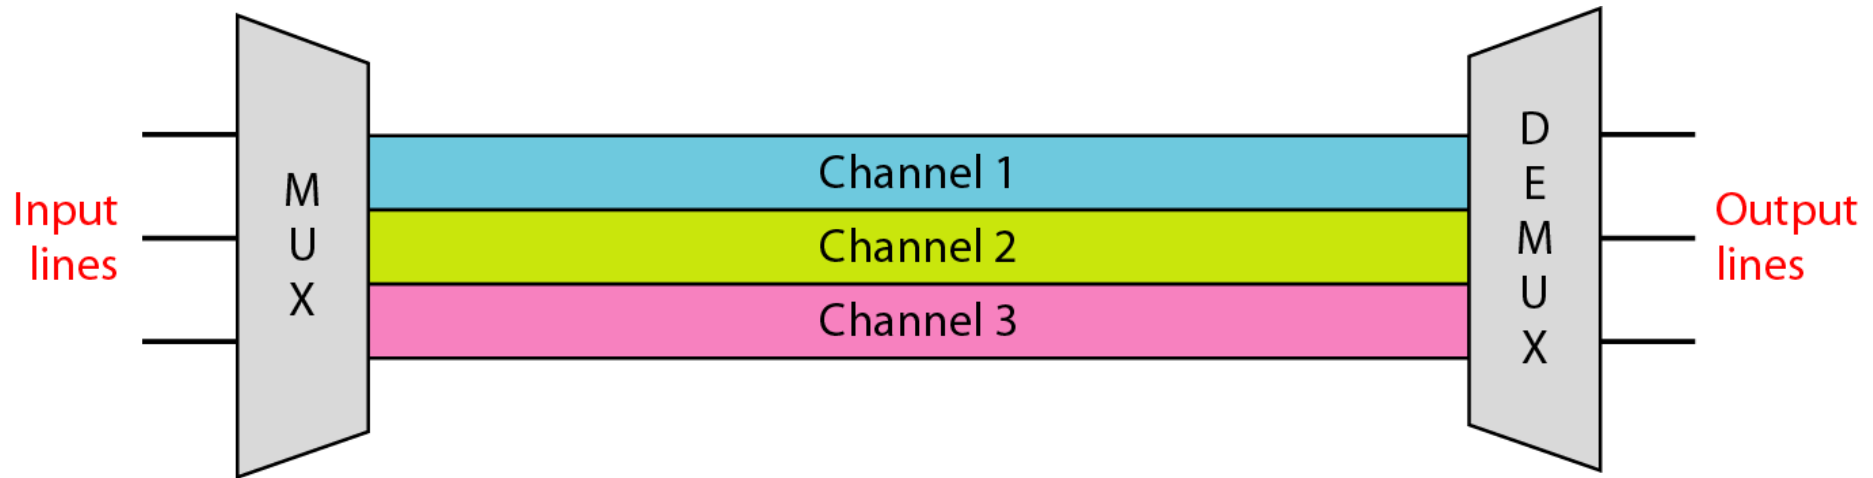 Input
lines
M
U
X
Channel 1
Channel 2
Channel 3
D
E
M
U
X
Output
lines